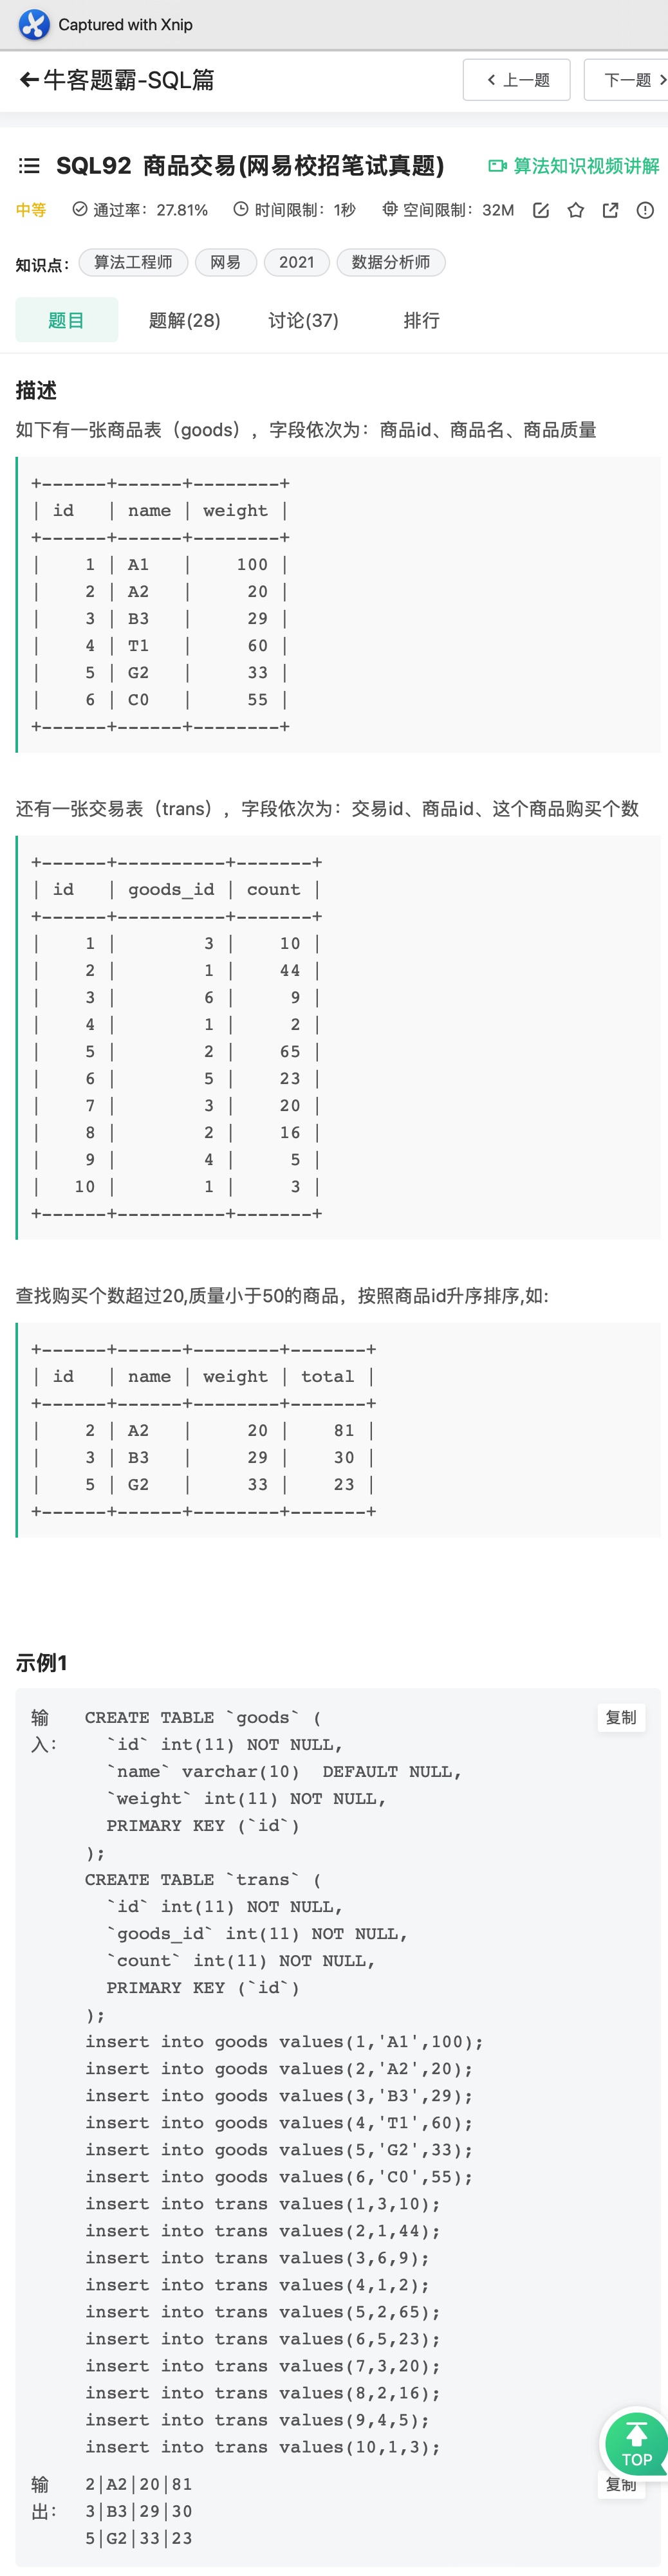 Captured with Xnip
←牛客题霸-SQL篇
< 上一题
下一题 >
SQL92 商品交易(网易校招笔试真题)
算法知识视频讲解
中等 通过率：27.81% 时间限制：1秒 空间限制：32M
知识点： 算法工程师 网易 2021 数据分析师
题目 题解(28) 讨论(37) 排行
描述
如下有一张商品表（goods），字段依次为：商品id、商品名、商品质量
+------+------+--------+
| id   | name | weight |
+------+------+--------+
|    1 | A1   |    100 |
|    2 | A2   |     20 |
|    3 | B3   |     29 |
|    4 | T1   |     60 |
|    5 | G2   |     33 |
|    6 | C0   |     55 |
+------+------+--------+
还有一张交易表（trans），字段依次为：交易id、商品id、这个商品购买个数
+------+----------+-------+
| id   | goods_id | count |
+------+----------+-------+
|    1 |        3 |    10 |
|    2 |        1 |    44 |
|    3 |        6 |     9 |
|    4 |        1 |     2 |
|    5 |        2 |    65 |
|    6 |        5 |    23 |
|    7 |        3 |    20 |
|    8 |        2 |    16 |
|    9 |        4 |     5 |
|   10 |        1 |     3 |
+------+----------+-------+
查找购买个数超过20,质量小于50的商品，按照商品id升序排序,如:
+------+------+--------+-------+
| id   | name | weight | total |
+------+------+--------+-------+
|    2 | A2   |     20 |    81 |
|    3 | B3   |     29 |    30 |
|    5 | G2   |     33 |    23 |
+------+------+--------+-------+
示例1
输入：
复制
CREATE TABLE `goods` (
  `id` int(11) NOT NULL,
  `name` varchar(10)  DEFAULT NULL,
  `weight` int(11) NOT NULL,
  PRIMARY KEY (`id`)
);
CREATE TABLE `trans` (
  `id` int(11) NOT NULL,
  `goods_id` int(11) NOT NULL,
  `count` int(11) NOT NULL,
  PRIMARY KEY (`id`)
);
insert into goods values(1,'A1',100);
insert into goods values(2,'A2',20);
insert into goods values(3,'B3',29);
insert into goods values(4,'T1',60);
insert into goods values(5,'G2',33);
insert into goods values(6,'C0',55);
insert into trans values(1,3,10);
insert into trans values(2,1,44);
insert into trans values(3,6,9);
insert into trans values(4,1,2);
insert into trans values(5,2,65);
insert into trans values(6,5,23);
insert into trans values(7,3,20);
insert into trans values(8,2,16);
insert into trans values(9,4,5);
insert into trans values(10,1,3);
TOP
输出：
复制
2|A2|20|81
3|B3|29|30
5|G2|33|23